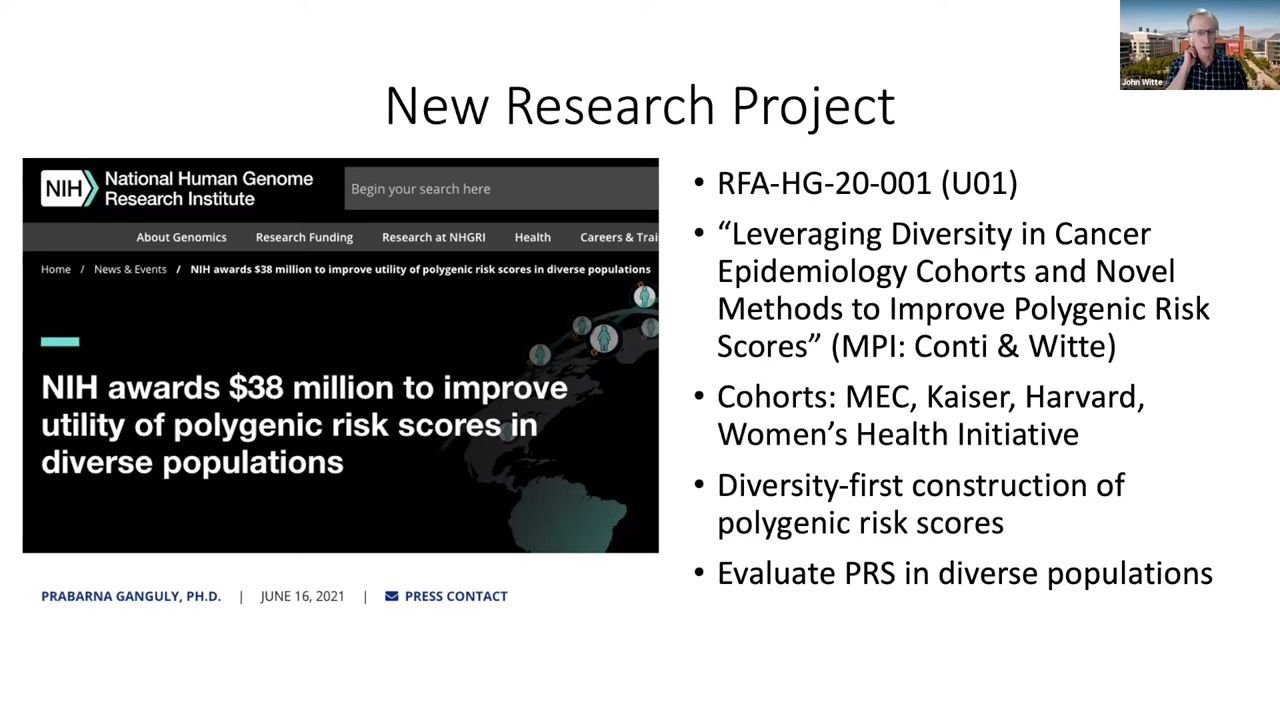 John Witte
New Research Project
NIH
National Human Genome
Research Institute
Begin your search here
About Genomics
Research Funding
Research at NHGRI
Health
Careers & Trai
Home / News & Events / NIH awards $38 million to improve utility of polygenic risk scores in diverse populations
NIH awards $38 million to improve
utility of polygenic risk scores in
diverse populations
PRABARNA GANGULY, PH.D. | JUNE 16, 2021 | PRESS CONTACT
• RFA-HG-20-001 (U01)
• “Leveraging Diversity in Cancer
Epidemiology Cohorts and Novel
Methods to Improve Polygenic Risk
Scores” (MPI: Conti & Witte)
• Cohorts: MEC, Kaiser, Harvard,
Women’s Health Initiative
• Diversity-first construction of
polygenic risk scores
• Evaluate PRS in diverse populations